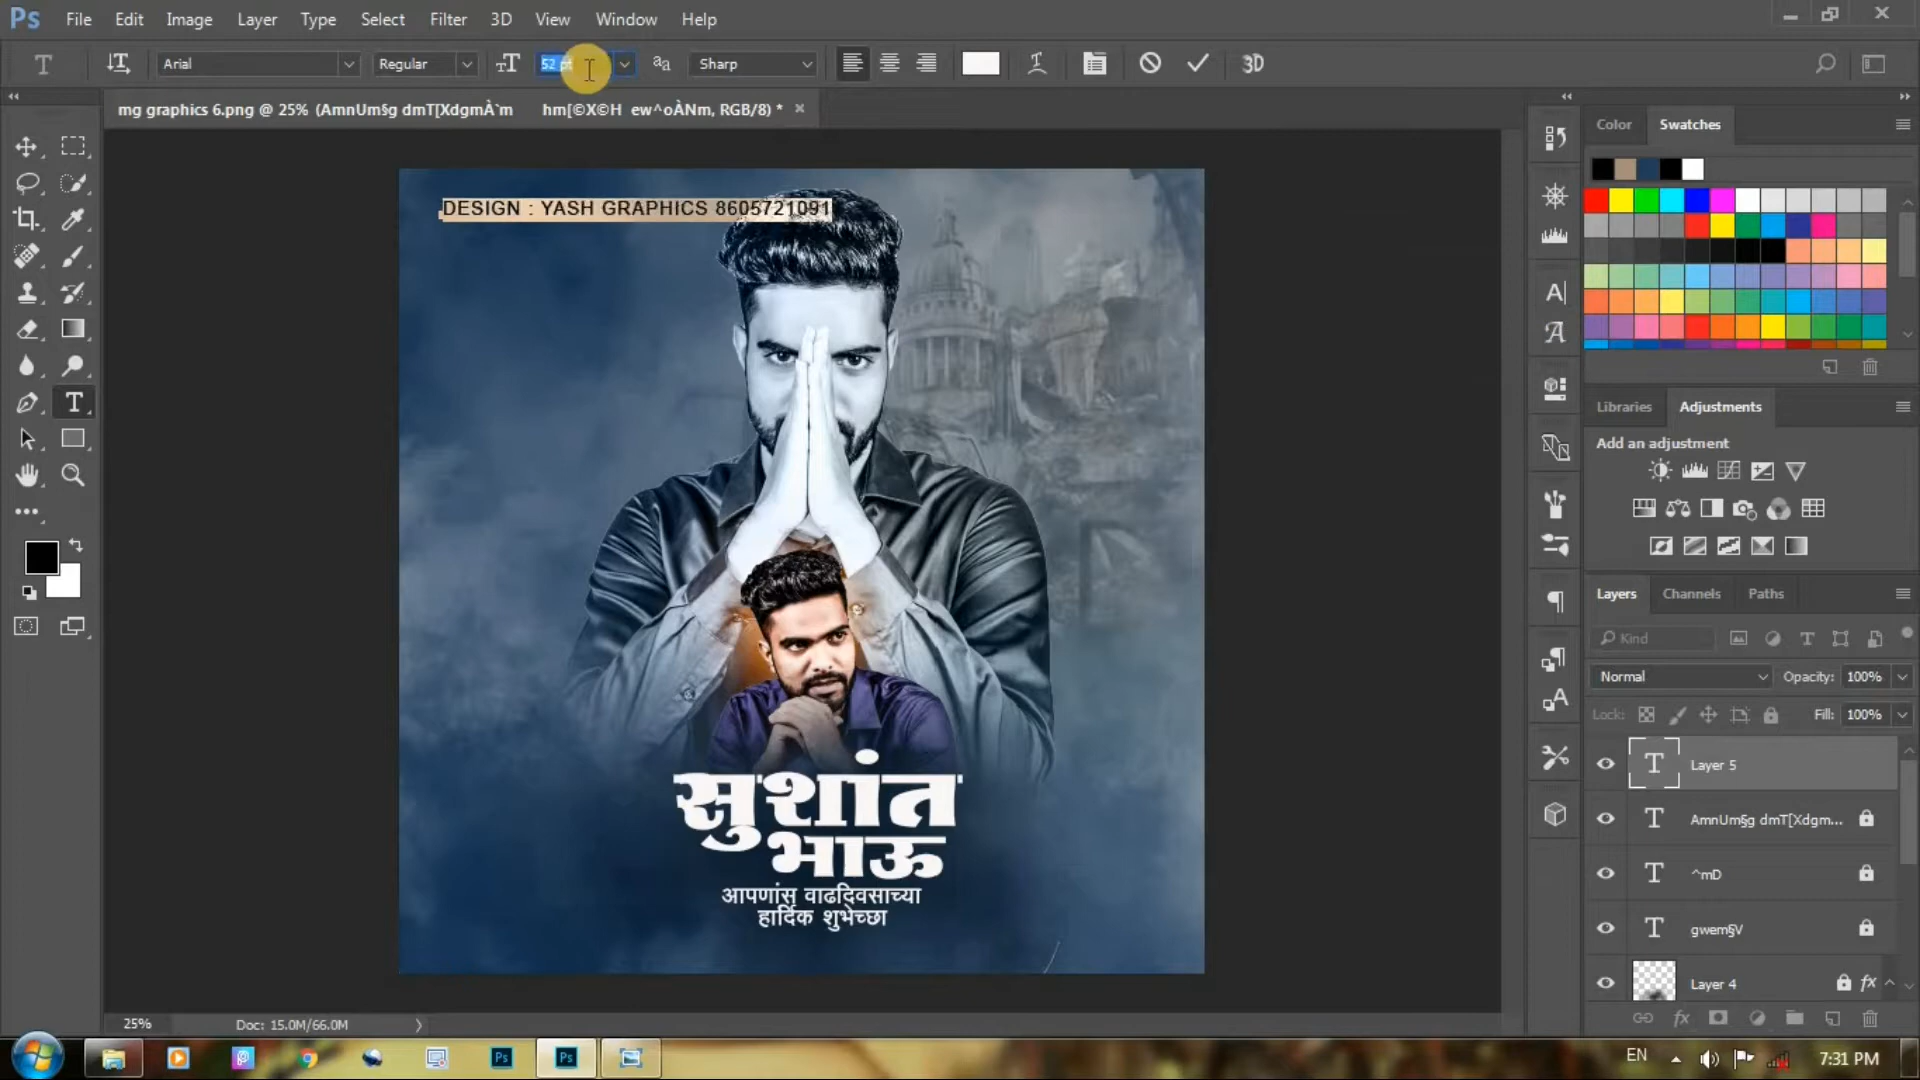 Ps File Edit Image Layer Type Select Filter 3D View Window Help
T Arial Regular 52 pt Sharp 3D
mg graphics 6.png @ 25% (AmnUm§g dmT[XdgmÀ`m hm[©X©H ew^oÀNm, RGB/8) *
DESIGN : YASH GRAPHICS 8605721091
सुशांत
भाऊ
आपणांस वाढदिवसाच्या
हार्दिक शुभेच्छा
Color Swatches
Libraries Adjustments
Add an adjustment
Layers Channels Paths
Kind
Normal Opacity: 100%
Lock: Fill: 100%
T Layer 5
T AmnUm§g dmT[Xdgm...
T ^mD
T gwem§V
Layer 4 fx
25% Doc: 15.0M/66.0M
EN 7:31 PM